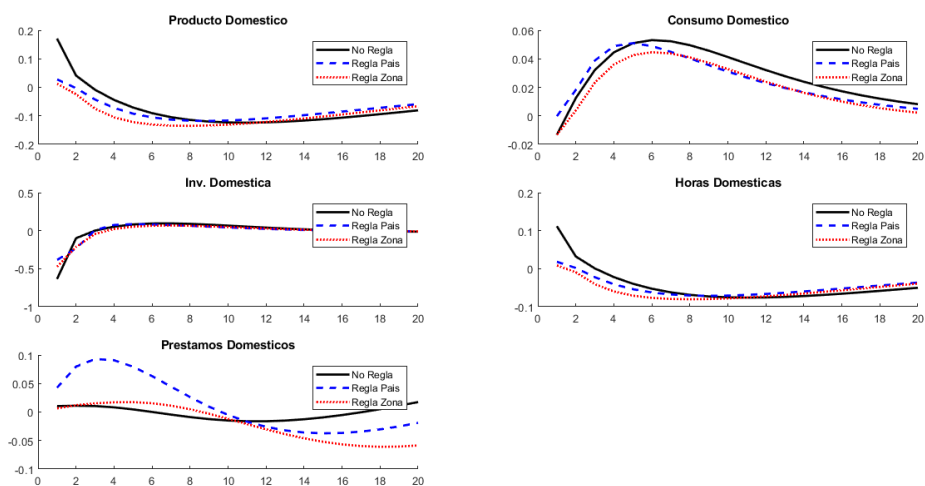 Producto Domestico
0.2
0.1
0
-0.1
-0.2
0 2 4 6 8 10 12 14 16 18 20
No Regla
Regla Pais
Regla Zona
Consumo Domestico
0.06
0.04
0.02
0
-0.02
0 2 4 6 8 10 12 14 16 18 20
No Regla
Regla Pais
Regla Zona
Inv. Domestica
0.5
0
-0.5
-1
0 2 4 6 8 10 12 14 16 18 20
No Regla
Regla Pais
Regla Zona
Horas Domesticas
0.2
0.1
0
-0.1
0 2 4 6 8 10 12 14 16 18 20
No Regla
Regla Pais
Regla Zona
Prestamos Domesticos
0.1
0.05
0
-0.05
-0.1
0 2 4 6 8 10 12 14 16 18 20
No Regla
Regla Pais
Regla Zona